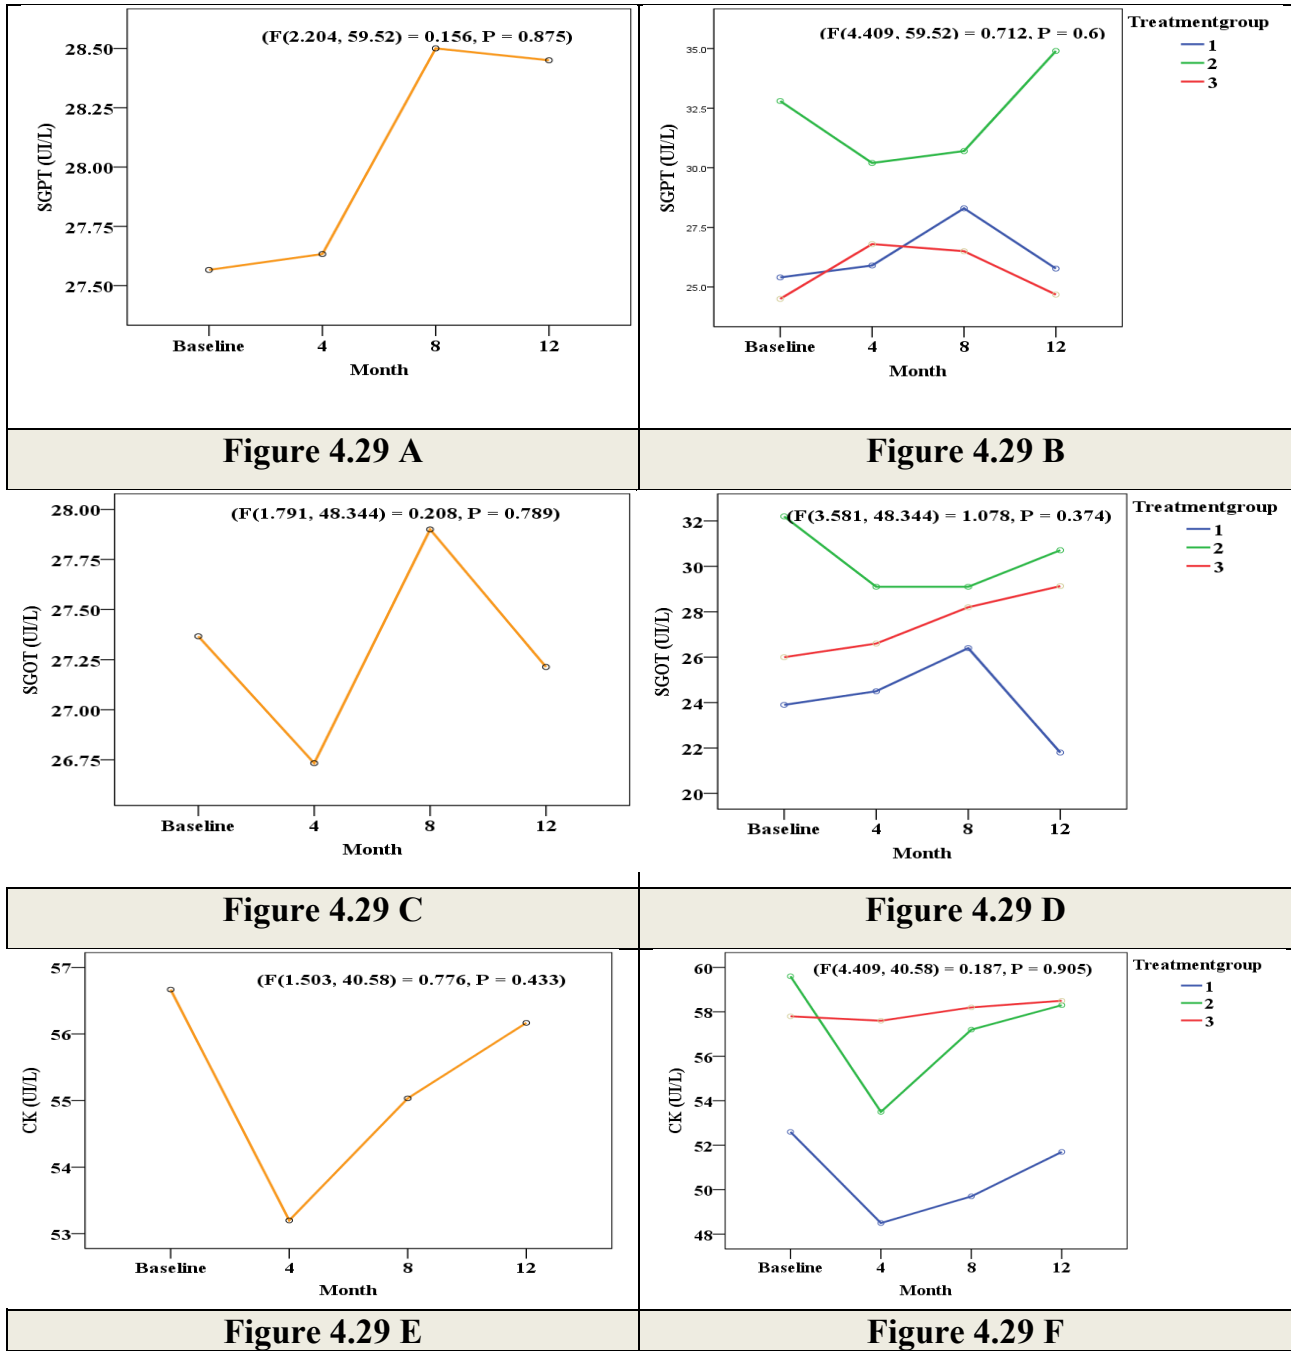 (F(2.204, 59.52) = 0.156, P = 0.875)
28.50
28.25
28.00
27.75
27.50
SGPT (UI/L)
Baseline 4 8 12
Month
(F(4.409, 59.52) = 0.712, P = 0.6)
Treatmentgroup
1
2
3
35.0
32.5
30.0
27.5
25.0
SGPT (UI/L)
Baseline 4 8 12
Month
Figure 4.29 A
Figure 4.29 B
(F(1.791, 48.344) = 0.208, P = 0.789)
28.00
27.75
27.50
27.25
27.00
26.75
SGOT (UI/L)
Baseline 4 8 12
Month
(F(3.581, 48.344) = 1.078, P = 0.374)
Treatmentgroup
1
2
3
32
30
28
26
24
22
20
SGOT (UI/L)
Baseline 4 8 12
Month
Figure 4.29 C
Figure 4.29 D
(F(1.503, 40.58) = 0.776, P = 0.433)
57
56
55
54
53
CK (UI/L)
Baseline 4 8 12
Month
(F(4.409, 40.58) = 0.187, P = 0.905)
Treatmentgroup
1
2
3
60
58
56
54
52
50
48
CK (UI/L)
Baseline 4 8 12
Month
Figure 4.29 E
Figure 4.29 F